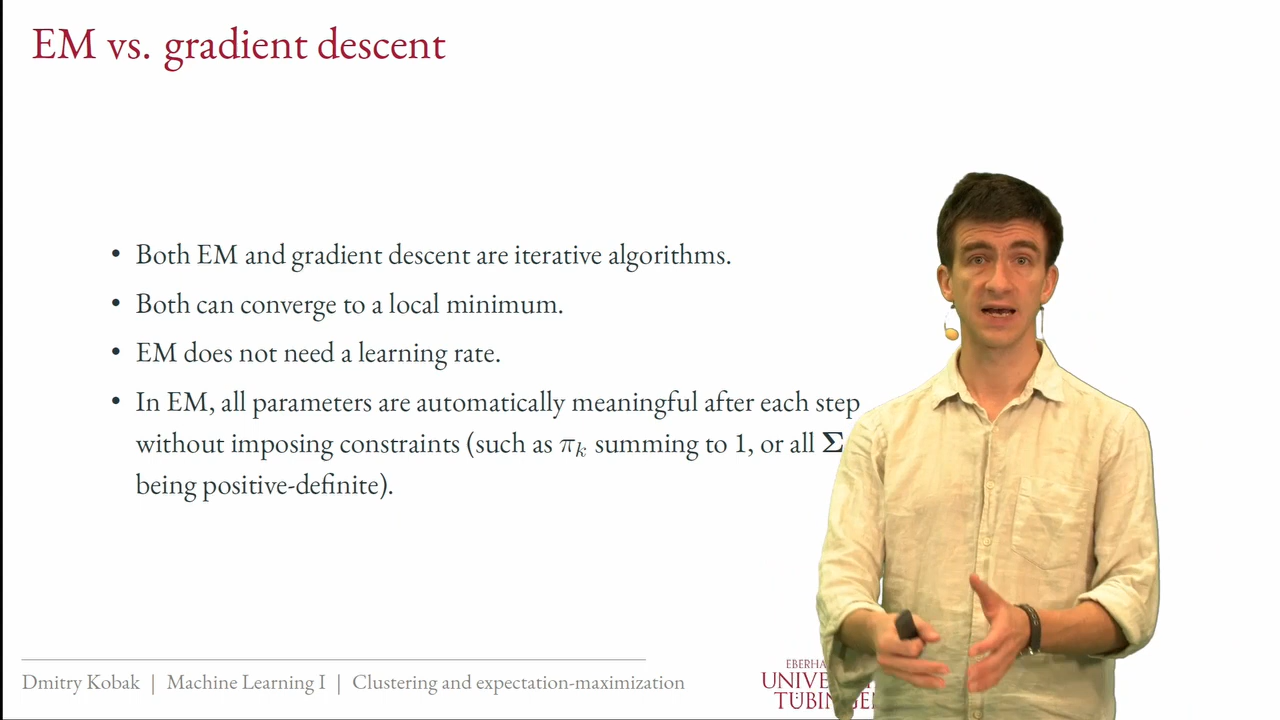 EM vs. gradient descent
• Both EM and gradient descent are iterative algorithms.
• Both can converge to a local minimum.
• EM does not need a learning rate.
• In EM, all parameters are automatically meaningful after each step
without imposing constraints (such as πₖ summing to 1, or all Σ
being positive-definite).
Dmitry Kobak | Machine Learning I | Clustering and expectation-maximization